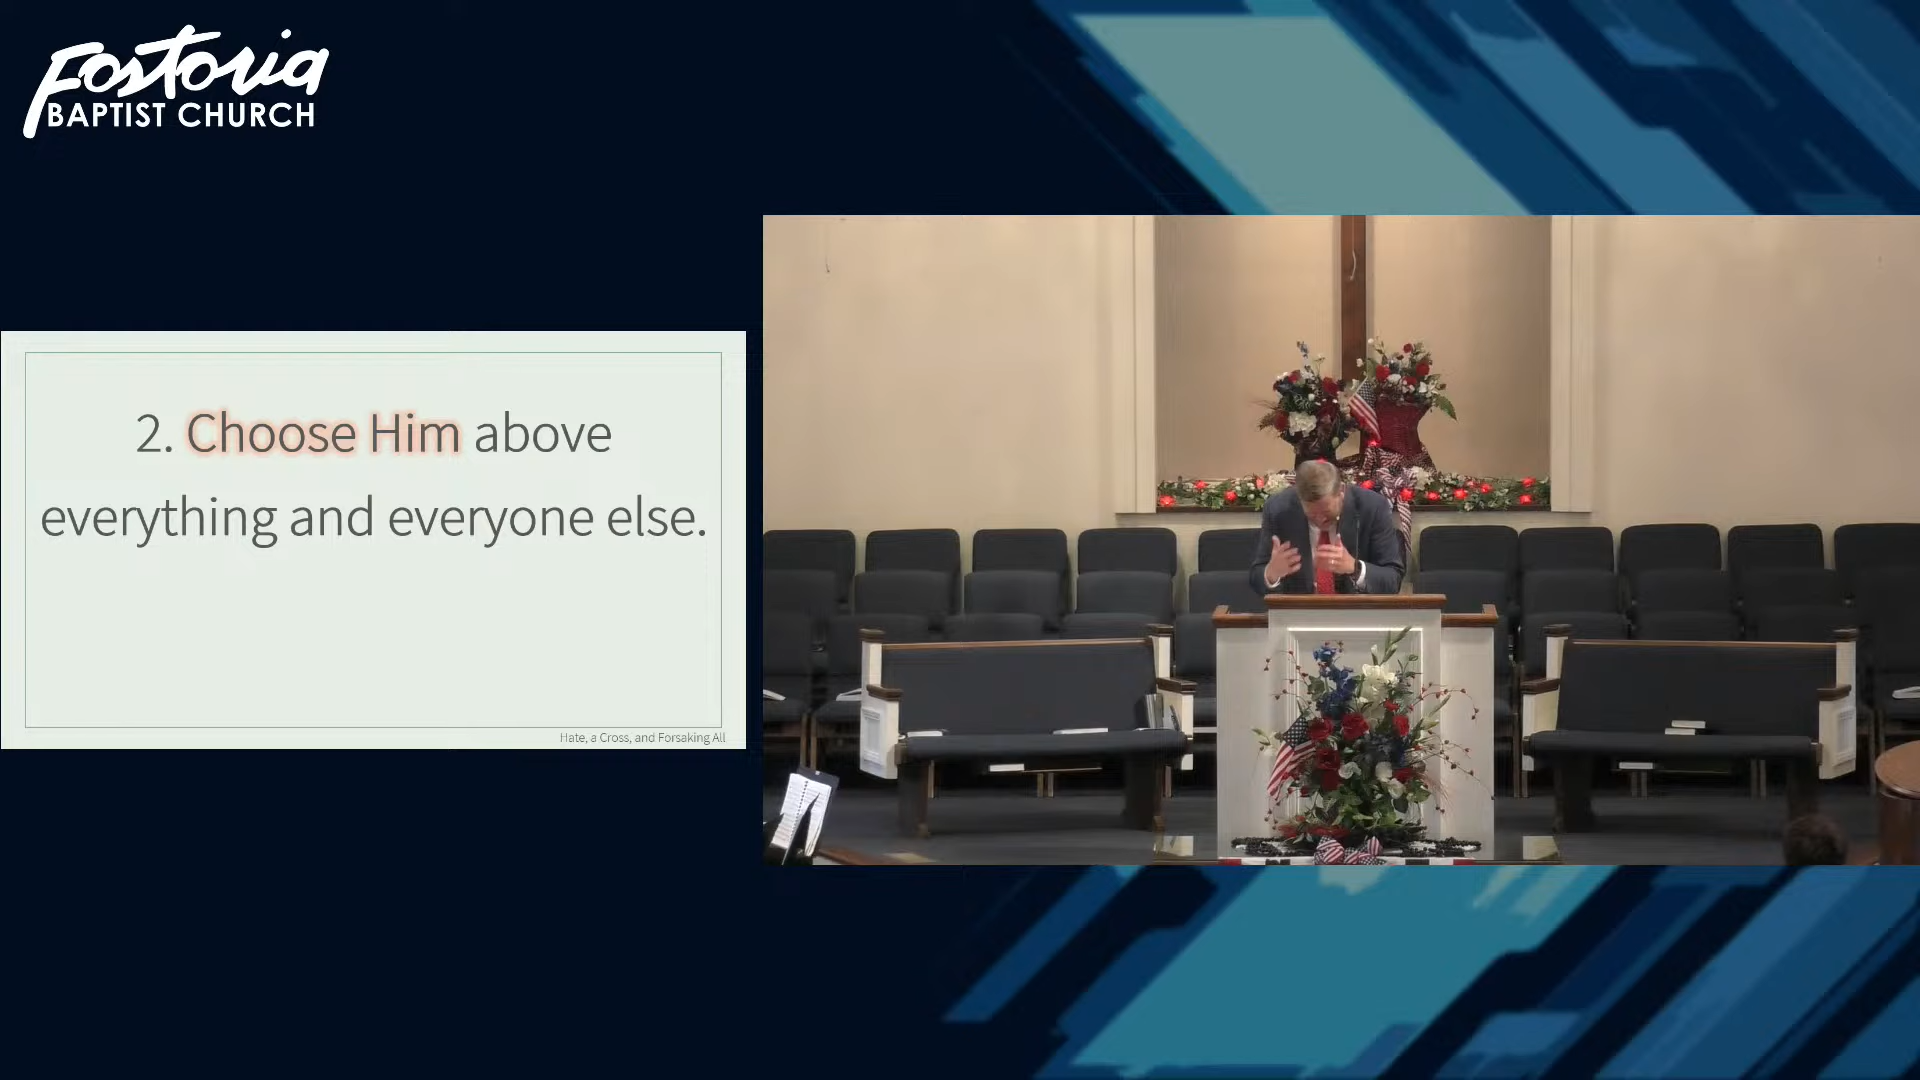 Fostoria
BAPTIST CHURCH
2. Choose Him above
everything and everyone else.
Hate, a Cross, and Forsaking All